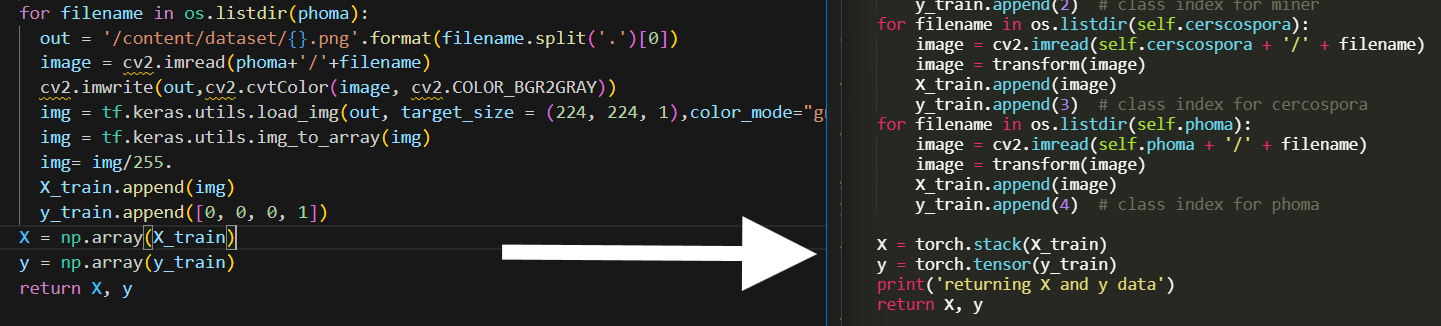 for filename in os.listdir(phoma):
out = '/content/dataset/{}.png'.format(filename.split('.')[0])
image = cv2.imread(phoma+'/'+filename)
cv2.imwrite(out,cv2.cvtColor(image, cv2.COLOR_BGR2GRAY))
img = tf.keras.utils.load_img(out, target_size = (224, 224, 1),color_mode="g
img = tf.keras.utils.img_to_array(img)
img= img/255.
X_train.append(img)
y_train.append([0, 0, 0, 1])
X = np.array(X_train)
y = np.array(y_train)
return X, y
y_train.append(2)  # class index for miner
for filename in os.listdir(self.cerscospora):
image = cv2.imread(self.cerscospora + '/' + filename)
image = transform(image)
X_train.append(image)
y_train.append(3)  # class index for cercospora
for filename in os.listdir(self.phoma):
image = cv2.imread(self.phoma + '/' + filename)
image = transform(image)
X_train.append(image)
y_train.append(4)  # class index for phoma
X = torch.stack(X_train)
y = torch.tensor(y_train)
print('returning X and y data')
return X, y